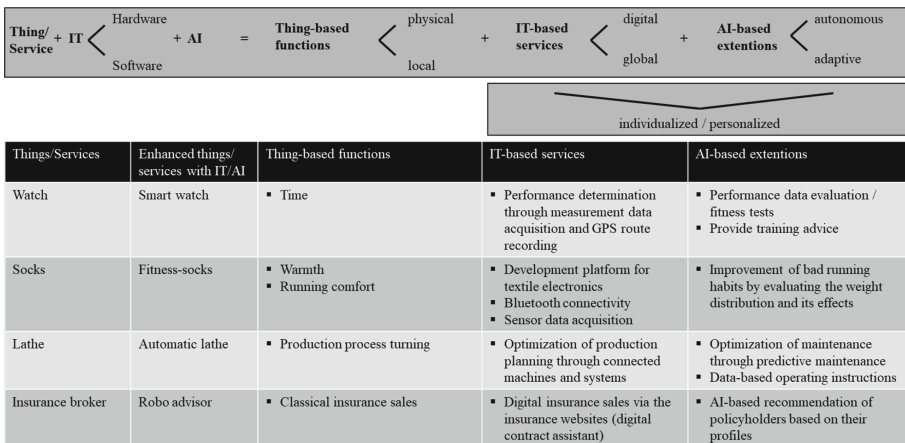 Hardware physical digital autonomous
Thing/ Service + IT + AI = Thing-based functions + IT-based services + AI-based extentions
Software local global adaptive
individualized / personalized
Things/Services Enhanced things/ Thing-based functions IT-based services AI-based extentions
services with IT/AI
Watch Smart watch ▪ Time ▪ Performance determination ▪ Performance data evaluation /
through measurement data fitness tests
acquisition and GPS route ▪ Provide training advice
recording
Socks Fitness-socks ▪ Warmth ▪ Development platform for ▪ Improvement of bad running
▪ Running comfort textile electronics habits by evaluating the weight
▪ Bluetooth connectivity distribution and its effects
▪ Sensor data acquisition
Lathe Automatic lathe ▪ Production process turning ▪ Optimization of production ▪ Optimization of maintenance
planning through connected through predictive maintenance
machines and systems ▪ Data-based operating instructions
Insurance broker Robo advisor ▪ Classical insurance sales ▪ Digital insurance sales via the ▪ AI-based recommendation of
insurance websites (digital policyholders based on their
contract assistant) profiles